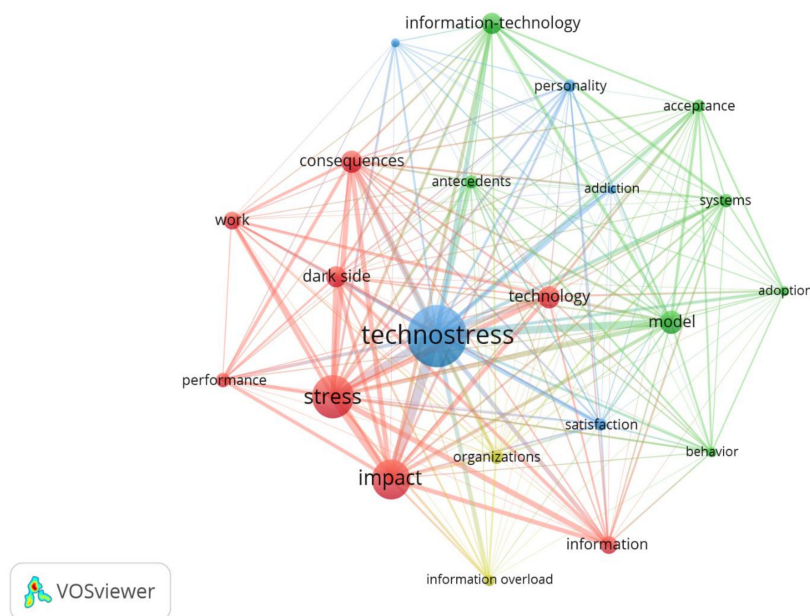 information-technology
personality
acceptance
consequences
antecedents
addiction
systems
work
dark side
technology
adoption
technostress
model
performance
stress
satisfaction
organizations
behavior
impact
information
information overload
VOSviewer